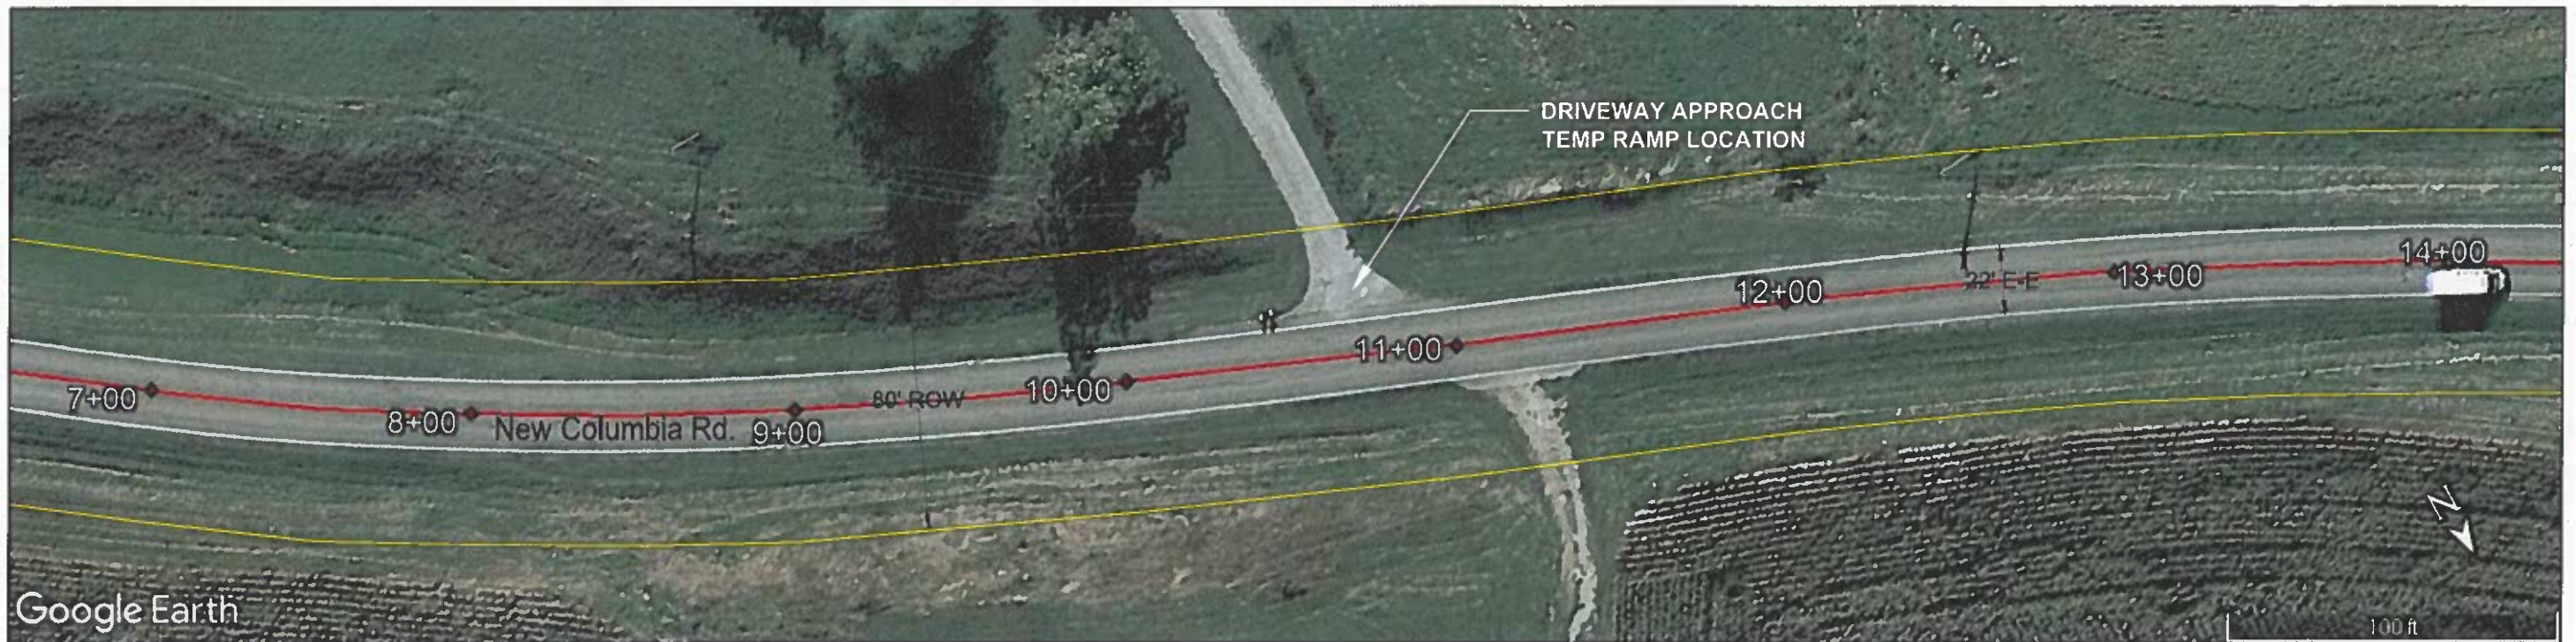 DRIVEWAY APPROACH
TEMP RAMP LOCATION
7+00
8+00
New Columbia Rd.
9+00
80' ROW
10+00
11+00
12+00
22' E-E
13+00
14+00
N
Google Earth
100 ft